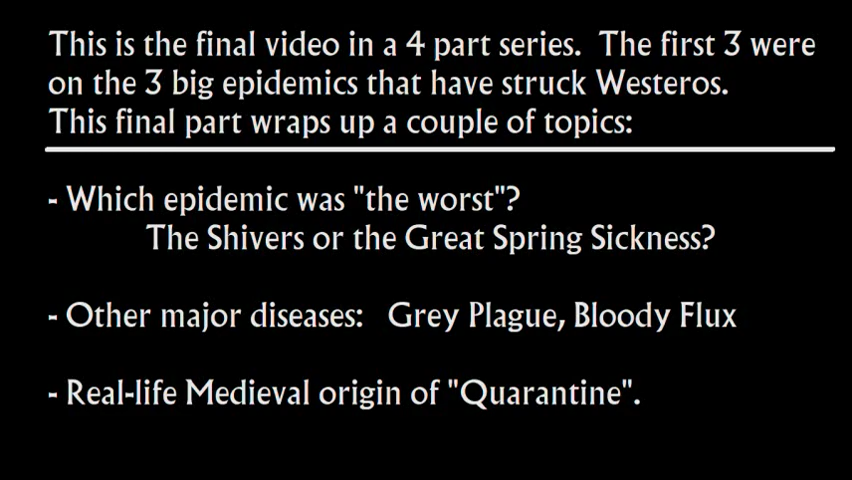 This is the final video in a 4 part series. The first 3 were
on the 3 big epidemics that have struck Westeros.
This final part wraps up a couple of topics:
- Which epidemic was "the worst"?
The Shivers or the Great Spring Sickness?
- Other major diseases: Grey Plague, Bloody Flux
- Real-life Medieval origin of "Quarantine".